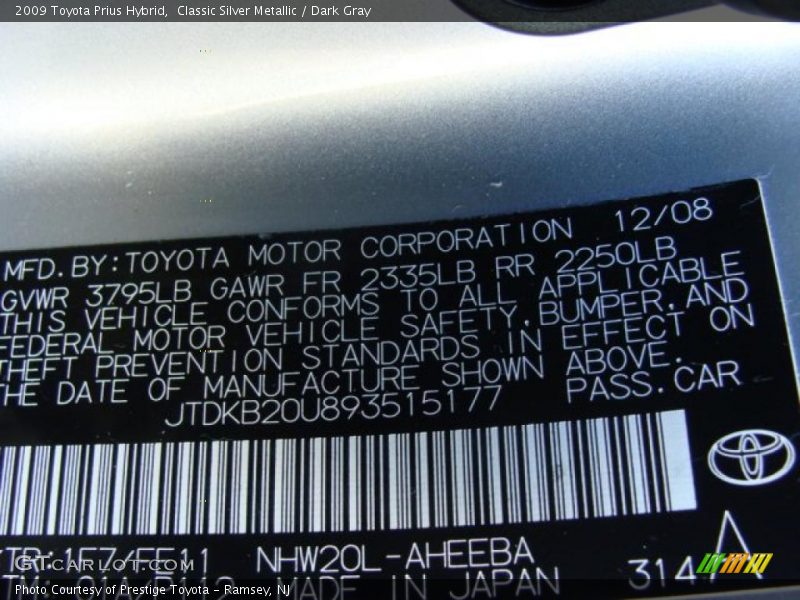 2009 Toyota Prius Hybrid,  Classic Silver Metallic / Dark Gray
MFD.BY:TOYOTA MOTOR CORPORATION 12/08
GVWR 3795LB GAWR FR 2335LB RR 2250LB
THIS VEHICLE CONFORMS TO ALL APPLICABLE
FEDERAL MOTOR VEHICLE SAFETY,BUMPER,AND
THEFT PREVENTION STANDARDS IN EFFECT ON
THE DATE OF MANUFACTURE SHOWN ABOVE.
JTDKB20U893515177 PASS.CAR
1F7/FE11 NHW20L-AHEEBA
MADE IN JAPAN 314
GTCarLot.com
Photo Courtesy of Prestige Toyota – Ramsey, NJ